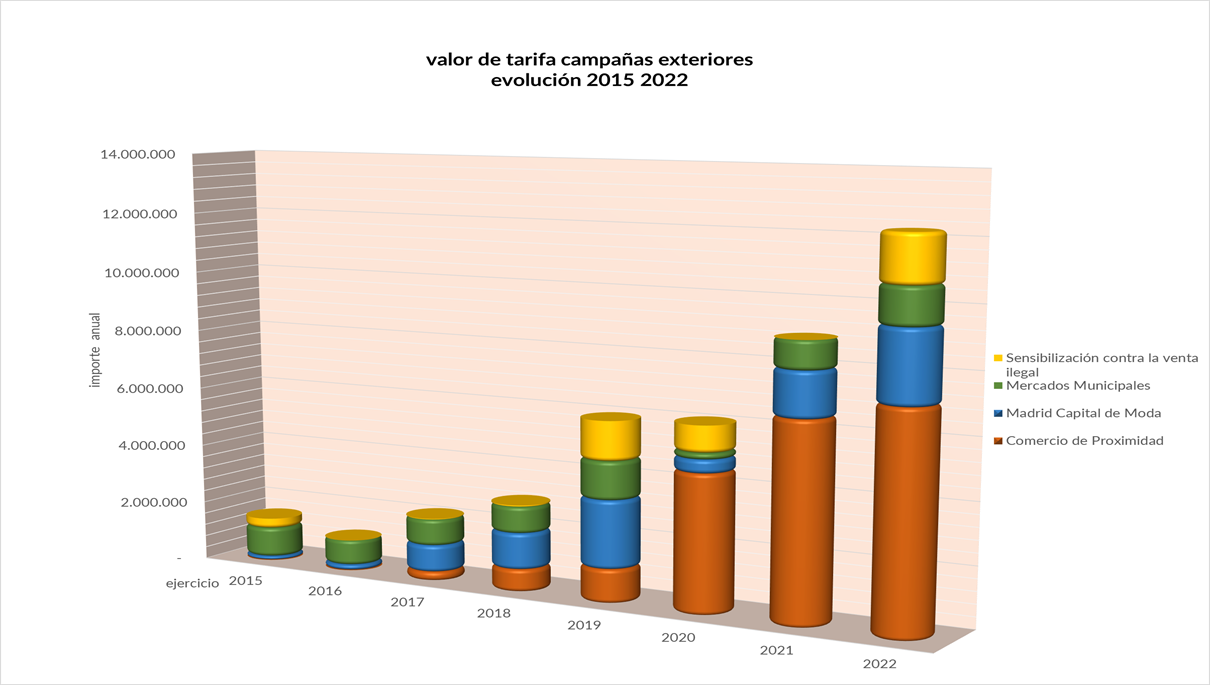 valor de tarifa campañas exteriores
evolución 2015 2022
14.000.000
12.000.000
10.000.000
8.000.000
6.000.000
4.000.000
2.000.000
-
importe anual
ejercicio
2015
2016
2017
2018
2019
2020
2021
2022
Sensibilización contra la venta
ilegal
Mercados Municipales
Madrid Capital de Moda
Comercio de Proximidad